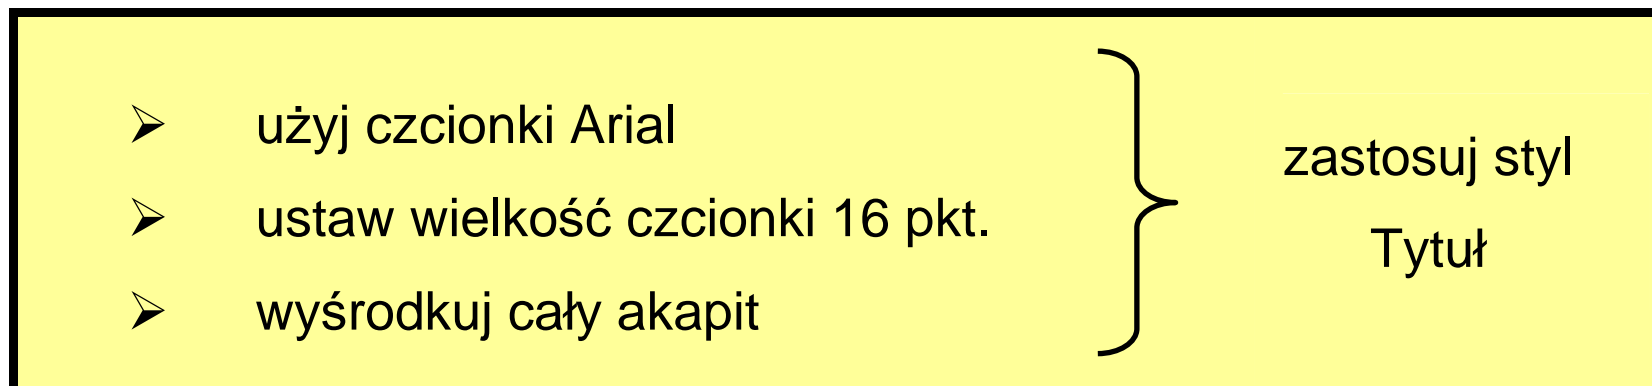 ➢ użyj czcionki Arial
➢ ustaw wielkość czcionki 16 pkt.
➢ wyśrodkuj cały akapit
zastosuj styl
Tytuł